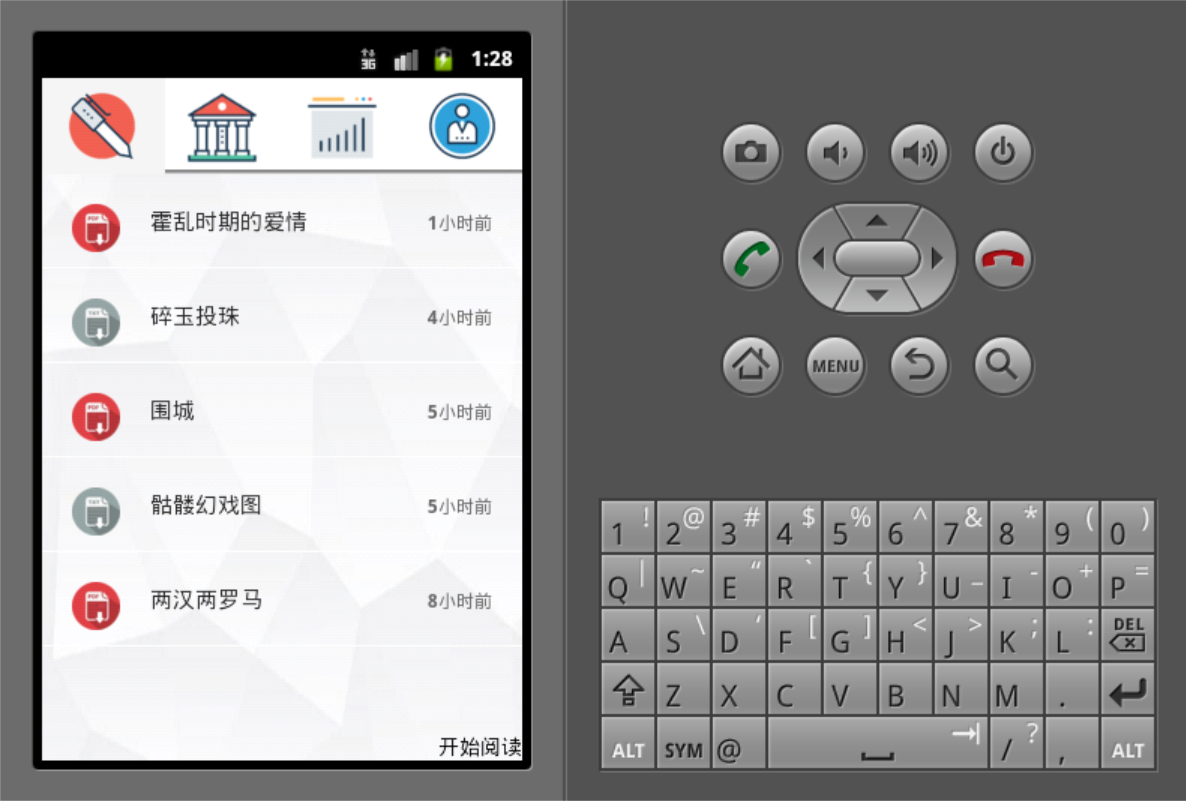 3G 1:28
PDF 霍乱时期的爱情 1小时前
TXT 碎玉投珠 4小时前
PDF 围城 5小时前
TXT 骷髅幻戏图 5小时前
PDF 两汉两罗马 8小时前
开始阅读
MENU
1 ! 2 @ 3 # 4 $ 5 % 6 ^ 7 & 8 * 9 ( 0 )
Q | W ~ E “ R ` T { Y } U _ I - O + P =
A S \ D ‘ F [ G ] H < J > K ; L : DEL
Z X C V B N M .
ALT SYM @ / ? , ALT